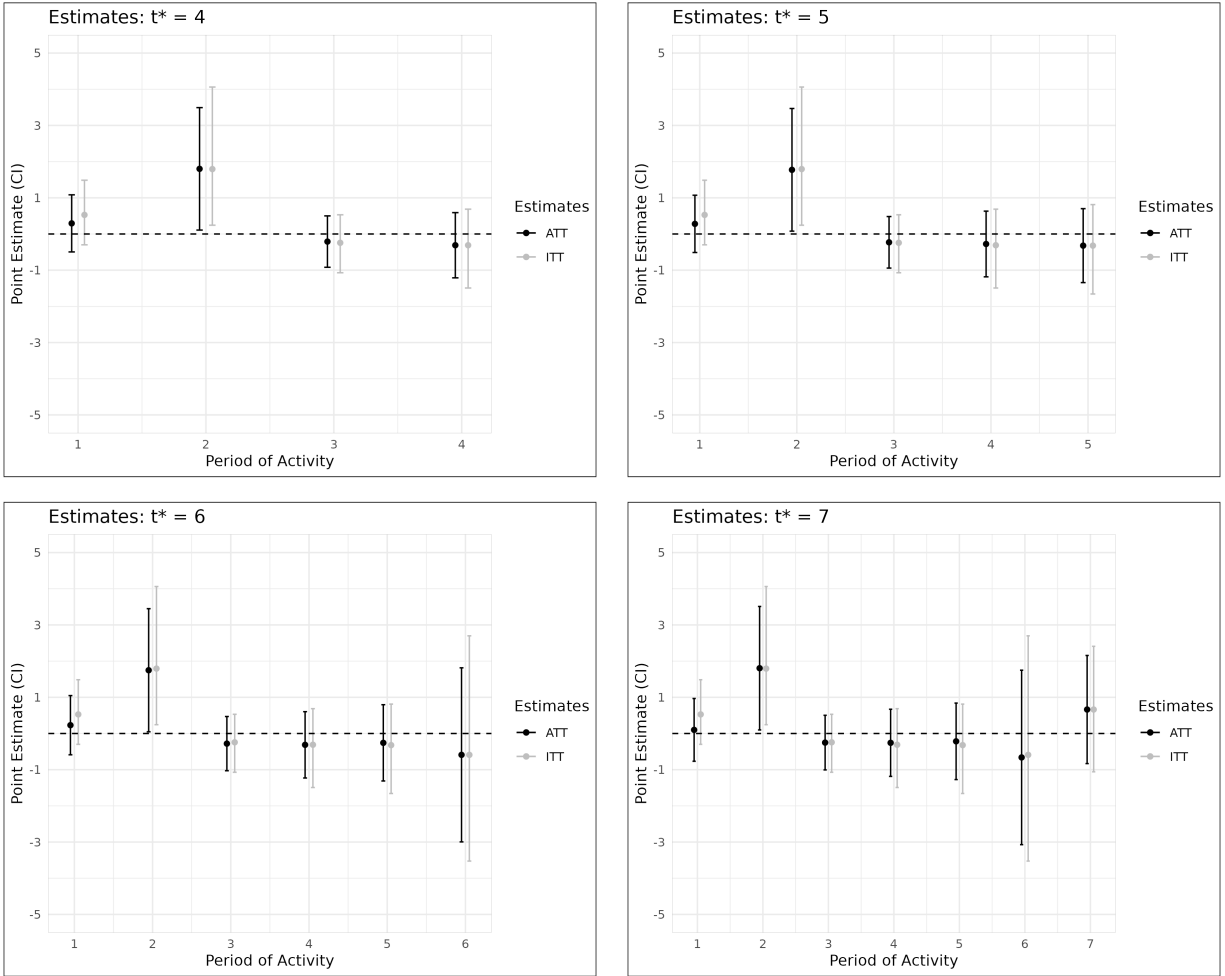 Estimates: t* = 4
Point Estimate (CI)
5
3
1
-1
-3
-5
1 2 3 4
Period of Activity
Estimates
ATT
ITT
Estimates: t* = 5
Point Estimate (CI)
5
3
1
-1
-3
-5
1 2 3 4 5
Period of Activity
Estimates
ATT
ITT
Estimates: t* = 6
Point Estimate (CI)
5
3
1
-1
-3
-5
1 2 3 4 5 6
Period of Activity
Estimates
ATT
ITT
Estimates: t* = 7
Point Estimate (CI)
5
3
1
-1
-3
-5
1 2 3 4 5 6 7
Period of Activity
Estimates
ATT
ITT